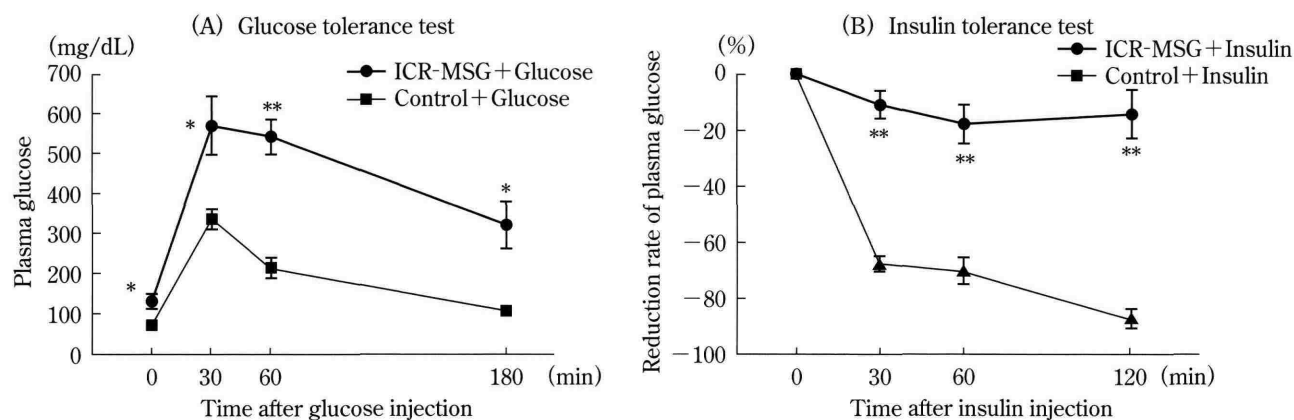 (A) Glucose tolerance test
(mg/dL)
700
600
500
400
300
200
100
0
Plasma glucose
ICR-MSG+Glucose
Control+Glucose
*
*
**
*
0 30 60 180 (min)
Time after glucose injection
(B) Insulin tolerance test
(%)
0
−20
−40
−60
−80
−100
Reduction rate of plasma glucose
ICR-MSG+Insulin
Control+Insulin
**
**
**
0 30 60 120 (min)
Time after insulin injection